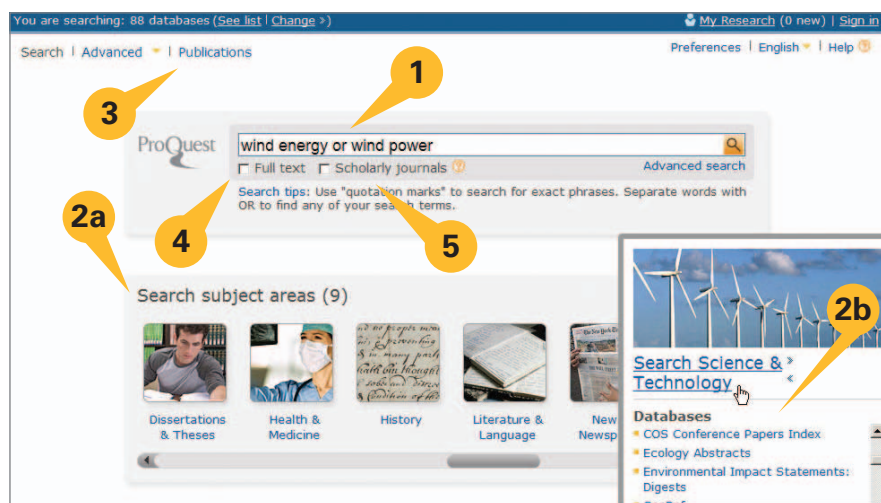 You are searching: 88 databases (See list | Change >)
My Research (0 new) | Sign in
Search | Advanced | Publications
Preferences | English | Help ?
1
3
ProQuest
wind energy or wind power
Full text Scholarly journals ?
Advanced search
Search tips: Use "quotation marks" to search for exact phrases. Separate words with
OR to find any of your search terms.
2a
4
5
Search subject areas (9)
2b
Search Science & »
Technology «
Dissertations
& Theses
Health &
Medicine
History
Literature &
Language
New
Newsp
Databases
COS Conference Papers Index
Ecology Abstracts
Environmental Impact Statements:
Digests